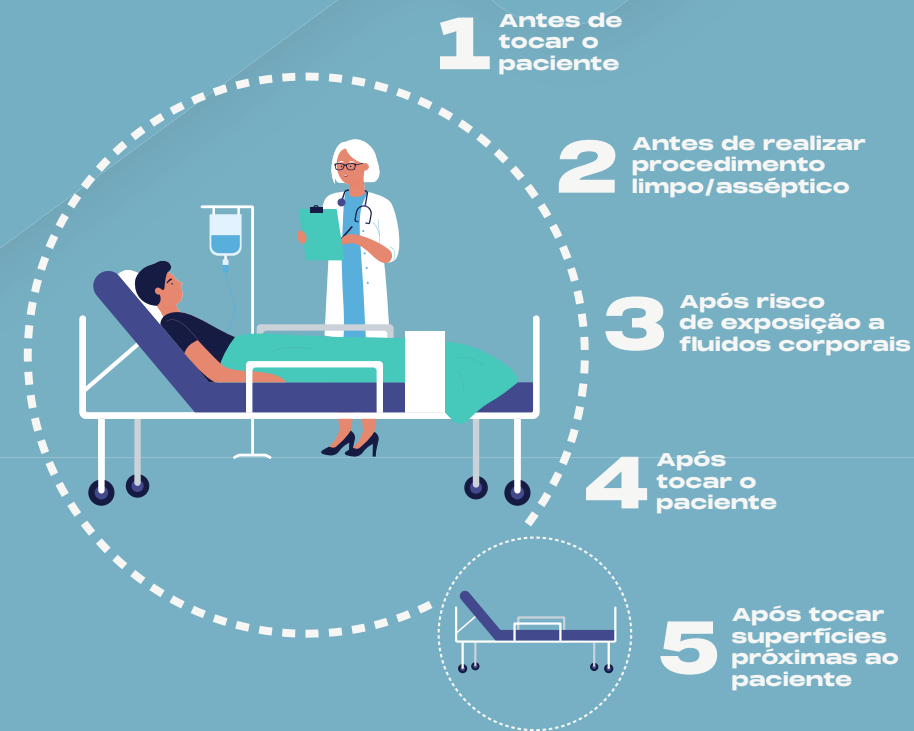 1 Antes de
tocar o
paciente
2 Antes de realizar
procedimento
limpo/asséptico
3 Após risco
de exposição a
fluidos corporais
4 Após
tocar o
paciente
5 Após tocar
superfícies
próximas ao
paciente